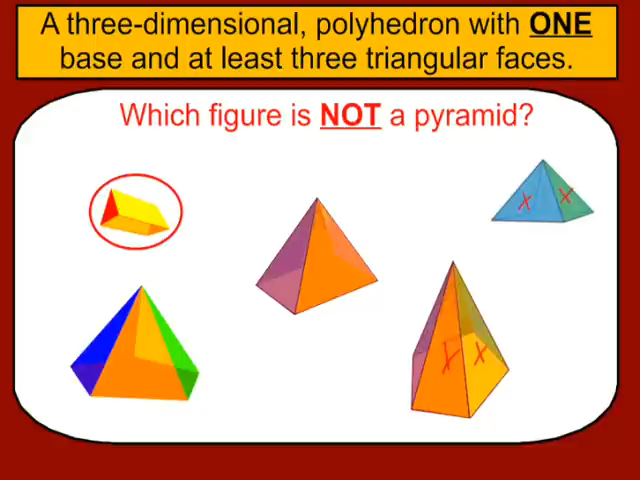 A three-dimensional, polyhedron with ONE
base and at least three triangular faces.
Which figure is NOT a pyramid?
x x
x x